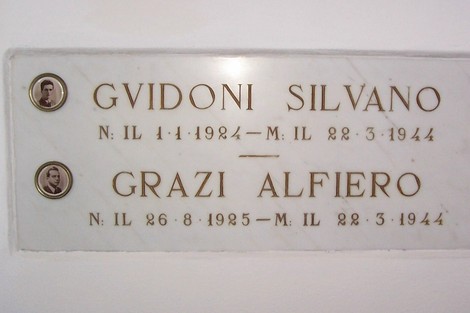 GVIDONI SILVANO
N: IL 1·1·1924—M: IL 22·3·1944
GRAZI ALFIERO
N: IL 26·8·1925—M: IL 22·3·1944